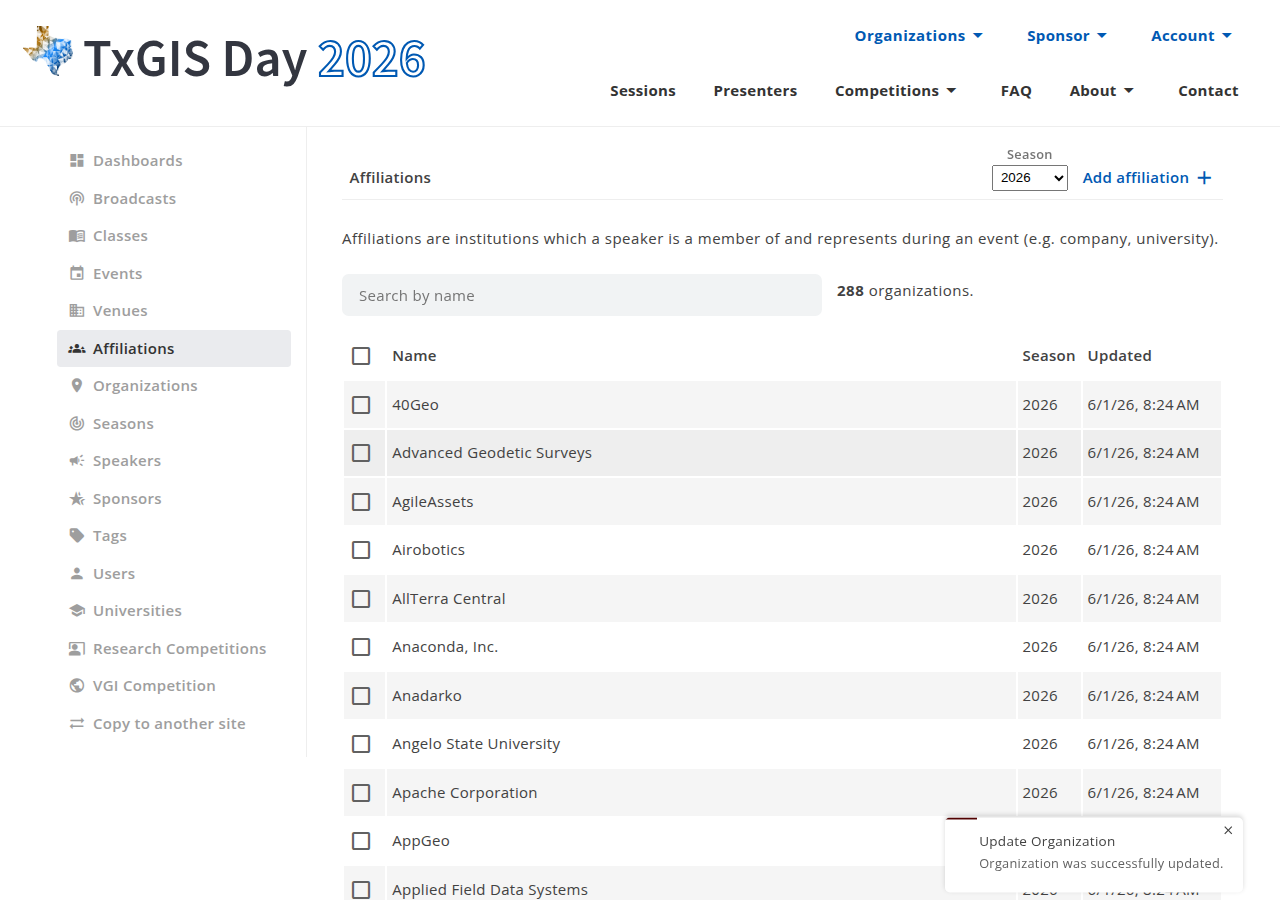 TxGIS Day 2026
Organizations
Sponsor
Account
Sessions
Presenters
Competitions
FAQ
About
Contact
Dashboards
Broadcasts
Classes
Events
Venues
Affiliations
Organizations
Seasons
Speakers
Sponsors
Tags
Users
Universities
Research Competitions
VGI Competition
Copy to another site
Affiliations
Season
2026
Add affiliation
Affiliations are institutions which a speaker is a member of and represents during an event (e.g. company, university).
Search by name
288 organizations.
Name Season Updated
40Geo 2026 6/1/26, 8:24 AM
Advanced Geodetic Surveys 2026 6/1/26, 8:24 AM
AgileAssets 2026 6/1/26, 8:24 AM
Airobotics 2026 6/1/26, 8:24 AM
AllTerra Central 2026 6/1/26, 8:24 AM
Anaconda, Inc. 2026 6/1/26, 8:24 AM
Anadarko 2026 6/1/26, 8:24 AM
Angelo State University 2026 6/1/26, 8:24 AM
Apache Corporation 2026 6/1/26, 8:24 AM
AppGeo
Applied Field Data Systems
Update Organization
Organization was successfully updated.